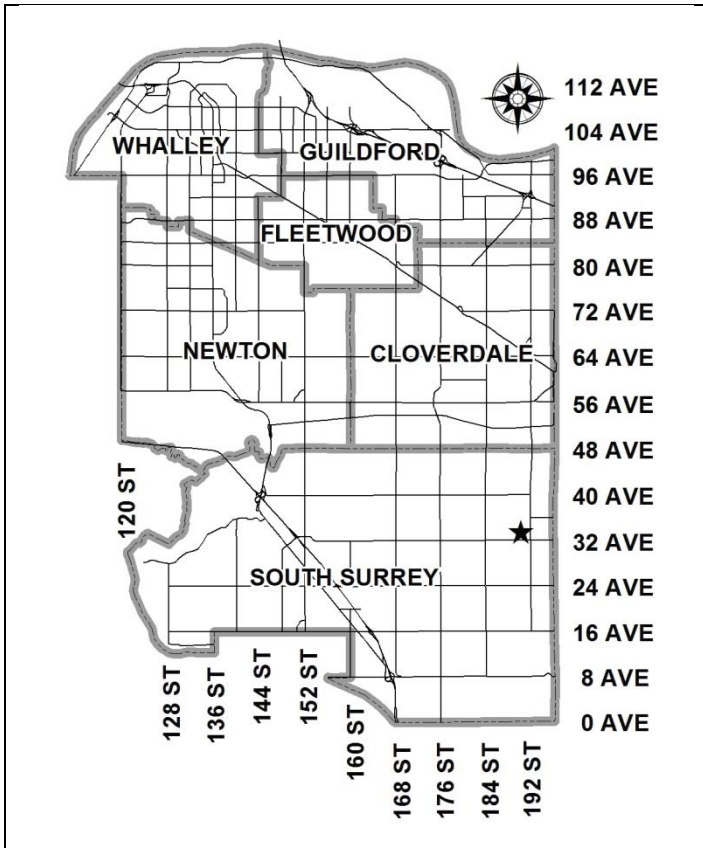 112 AVE
104 AVE
WHALLEY
GUILDFORD
96 AVE
88 AVE
FLEETWOOD
80 AVE
72 AVE
NEWTON
CLOVERDALE
64 AVE
56 AVE
48 AVE
120 ST
40 AVE
32 AVE
SOUTH SURREY
24 AVE
16 AVE
128 ST
136 ST
144 ST
152 ST
160 ST
8 AVE
0 AVE
168 ST
176 ST
184 ST
192 ST